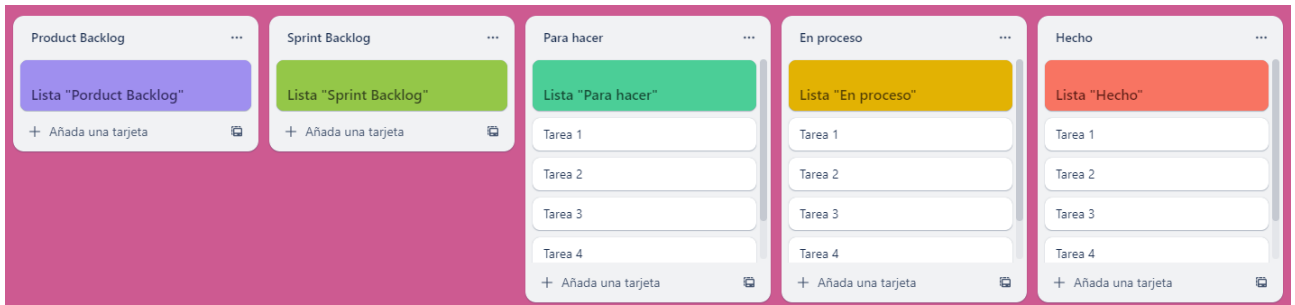 Product Backlog
Lista "Porduct Backlog"
Añada una tarjeta
Sprint Backlog
Lista "Sprint Backlog"
Añada una tarjeta
Para hacer
Lista "Para hacer"
Tarea 1
Tarea 2
Tarea 3
Tarea 4
Añada una tarjeta
En proceso
Lista "En proceso"
Tarea 1
Tarea 2
Tarea 3
Tarea 4
Añada una tarjeta
Hecho
Lista "Hecho"
Tarea 1
Tarea 2
Tarea 3
Tarea 4
Añada una tarjeta